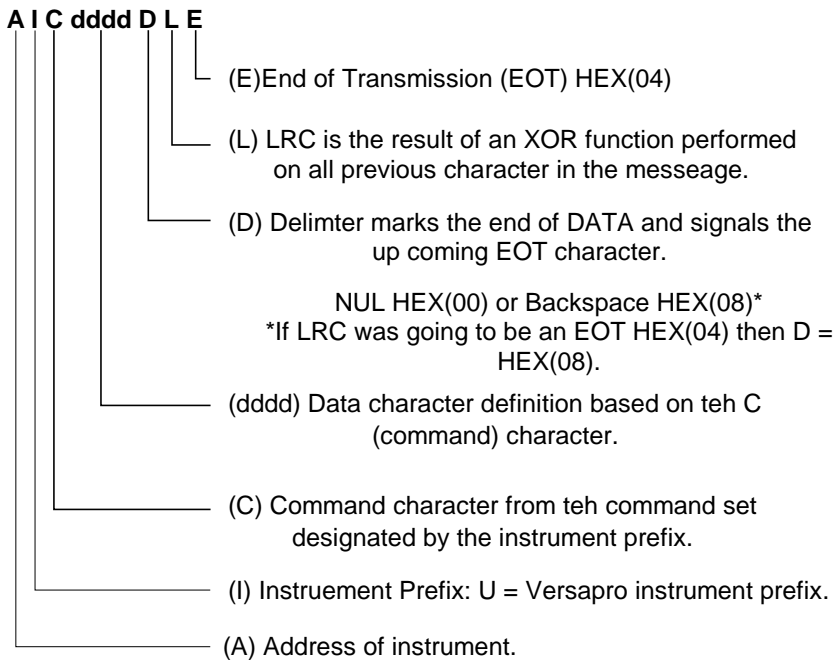 A I C dddd D L E
(E)End of Transmission (EOT) HEX(04)
(L) LRC is the result of an XOR function performed
on all previous character in the messeage.
(D) Delimter marks the end of DATA and signals the
up coming EOT character.
NUL HEX(00) or Backspace HEX(08)*
*If LRC was going to be an EOT HEX(04) then D =
HEX(08).
(dddd) Data character definition based on teh C
(command) character.
(C) Command character from teh command set
designated by the instrument prefix.
(I) Instruement Prefix: U = Versapro instrument prefix.
(A) Address of instrument.